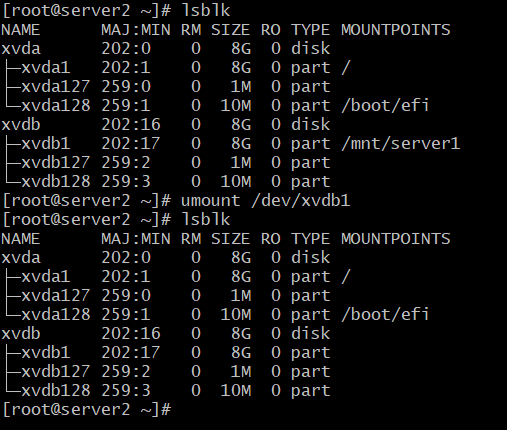 [root@server2 ~]# lsblk
NAME      MAJ:MIN RM SIZE RO TYPE MOUNTPOINTS
xvda      202:0    0   8G  0 disk
├─xvda1   202:1    0   8G  0 part /
├─xvda127 259:0    0   1M  0 part
└─xvda128 259:1    0  10M  0 part /boot/efi
xvdb      202:16   0   8G  0 disk
├─xvdb1   202:17   0   8G  0 part /mnt/server1
├─xvdb127 259:2    0   1M  0 part
└─xvdb128 259:3    0  10M  0 part
[root@server2 ~]# umount /dev/xvdb1
[root@server2 ~]# lsblk
NAME      MAJ:MIN RM SIZE RO TYPE MOUNTPOINTS
xvda      202:0    0   8G  0 disk
├─xvda1   202:1    0   8G  0 part /
├─xvda127 259:0    0   1M  0 part
└─xvda128 259:1    0  10M  0 part /boot/efi
xvdb      202:16   0   8G  0 disk
├─xvdb1   202:17   0   8G  0 part
├─xvdb127 259:2    0   1M  0 part
└─xvdb128 259:3    0  10M  0 part
[root@server2 ~]#